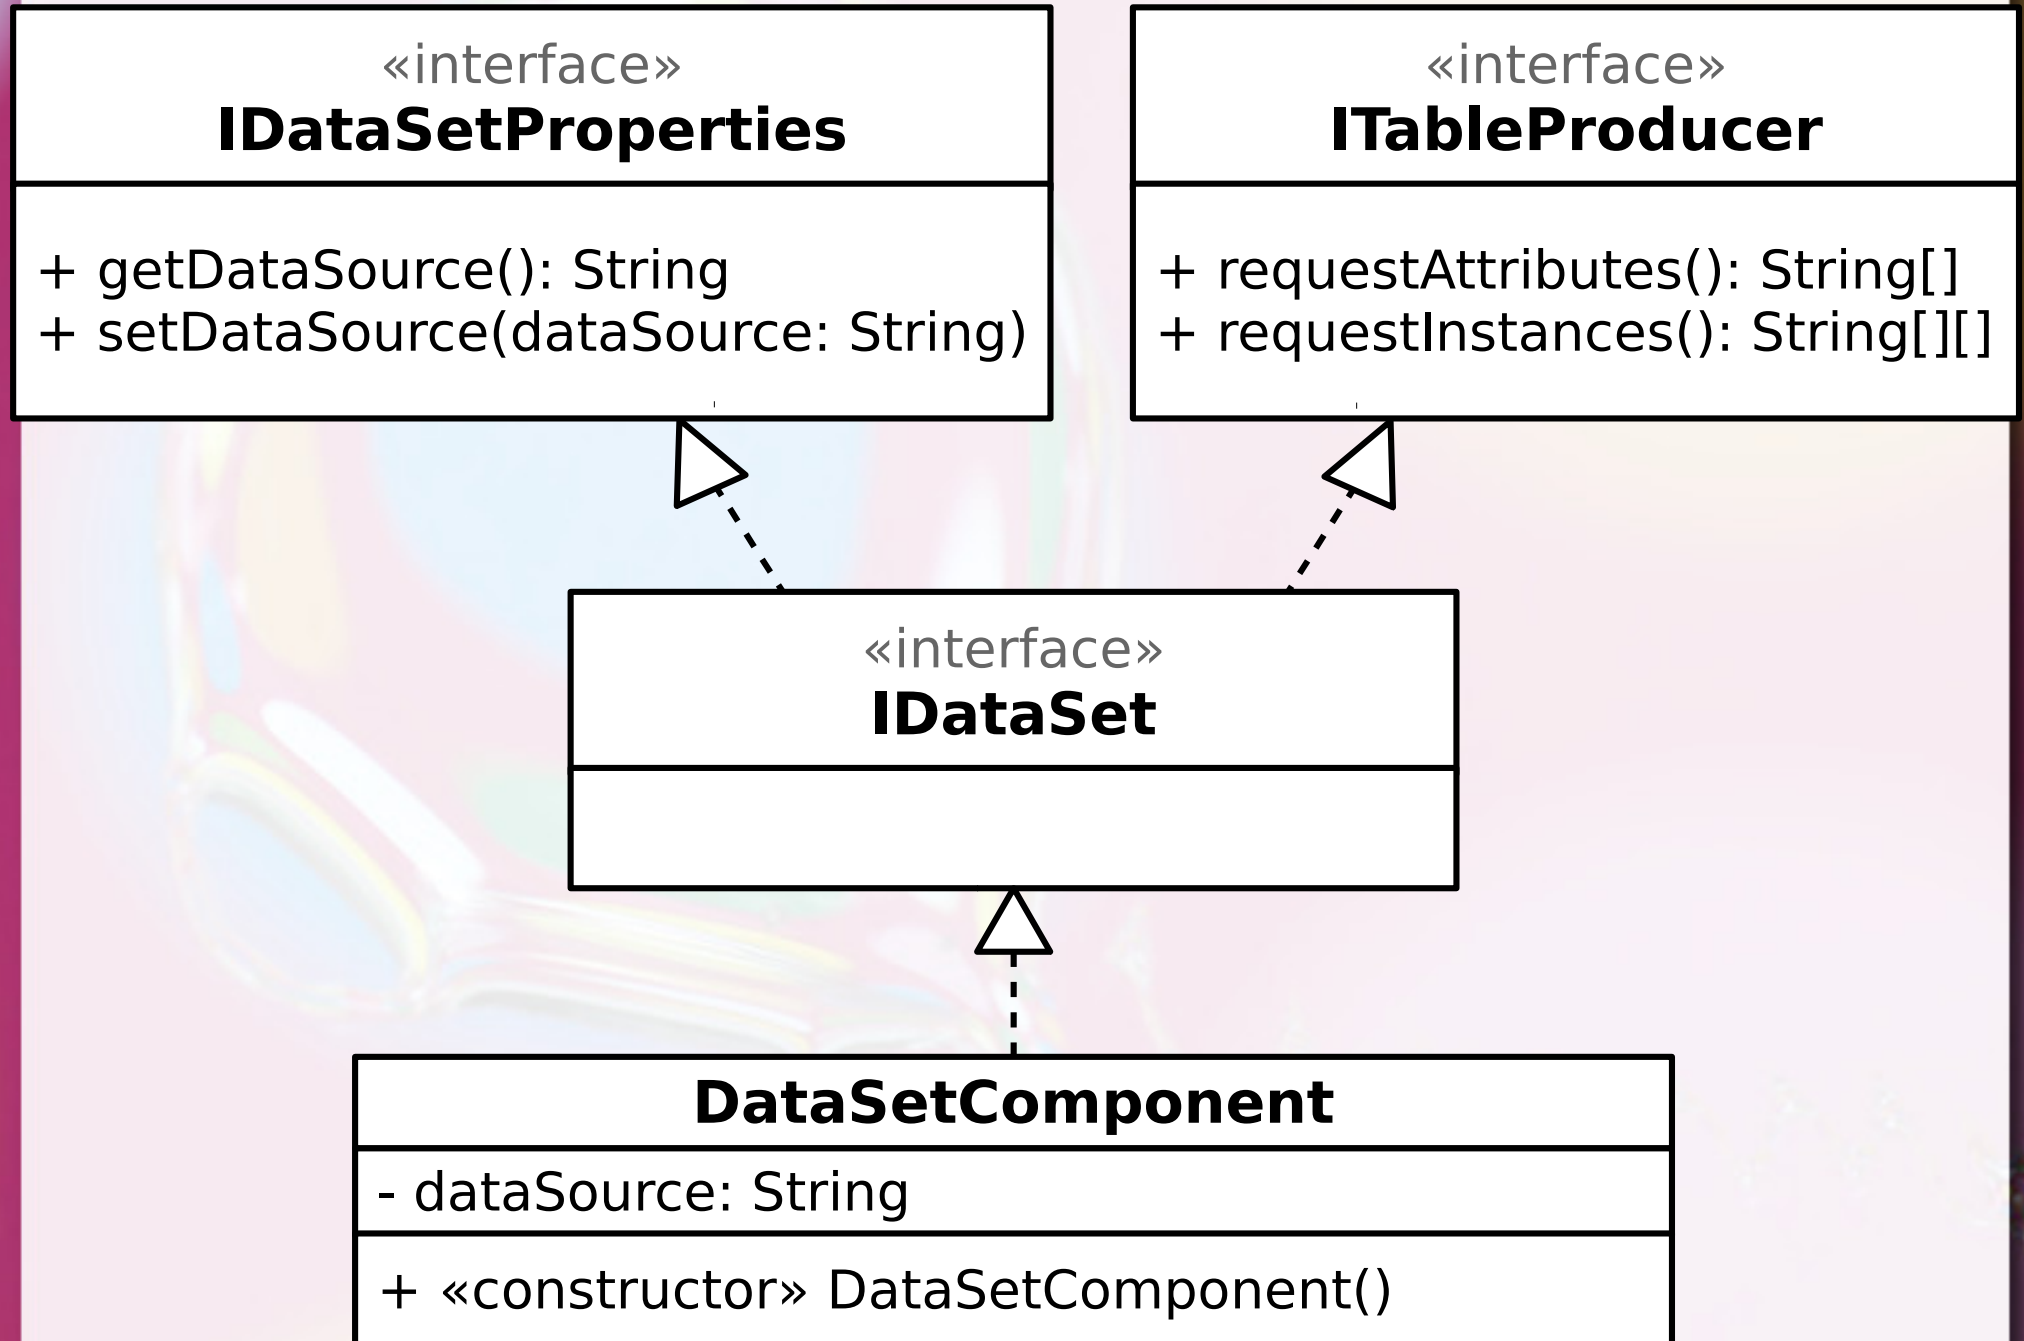 «interface»
IDataSetProperties
+ getDataSource(): String
+ setDataSource(dataSource: String)
«interface»
ITableProducer
+ requestAttributes(): String[]
+ requestInstances(): String[][]
«interface»
IDataSet
DataSetComponent
- dataSource: String
+ «constructor» DataSetComponent()